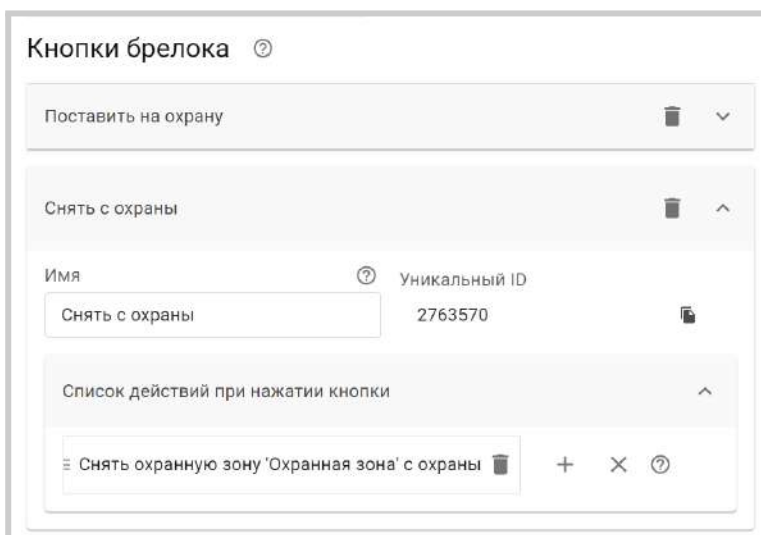 Кнопки брелока
Поставить на охрану
Снять с охраны
Имя
Уникальный ID
Снять с охраны
2763570
Список действий при нажатии кнопки
Снять охранную зону 'Охранная зона' с охраны